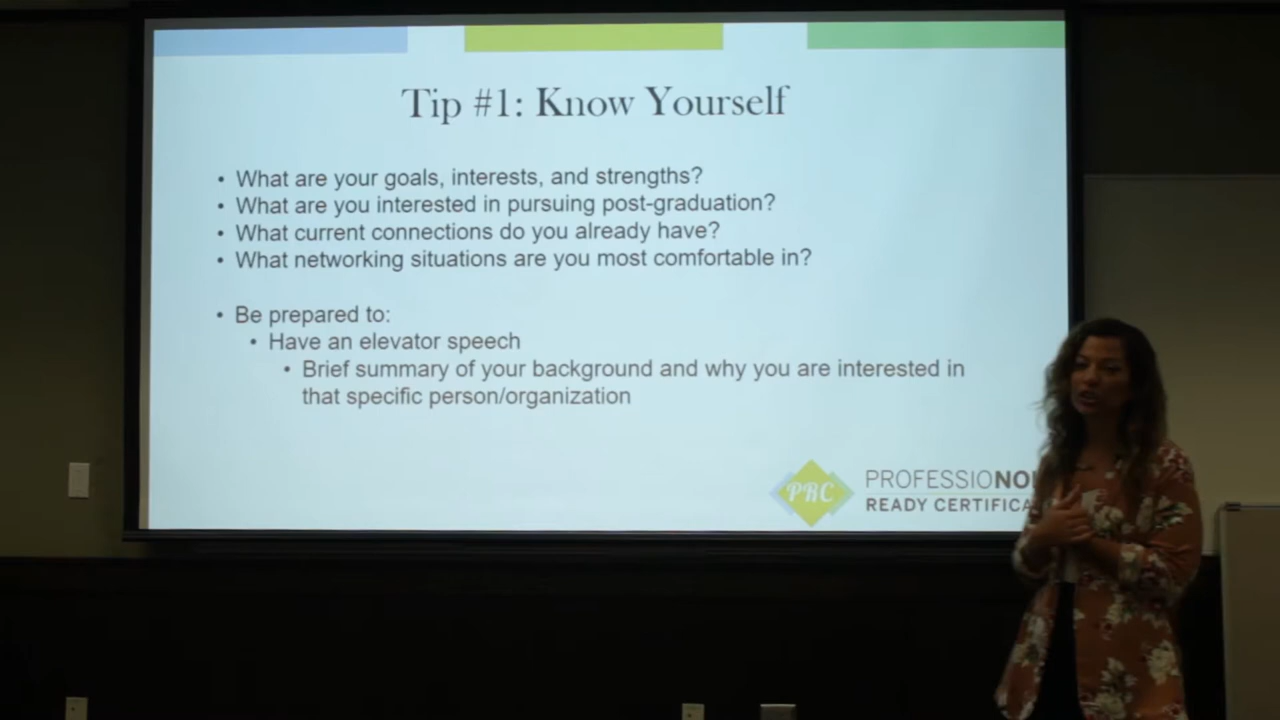 Tip #1: Know Yourself
• What are your goals, interests, and strengths?
• What are you interested in pursuing post-graduation?
• What current connections do you already have?
• What networking situations are you most comfortable in?
• Be prepared to:
• Have an elevator speech
• Brief summary of your background and why you are interested in
that specific person/organization
PRC
PROFESSIONO
READY CERTIFICA